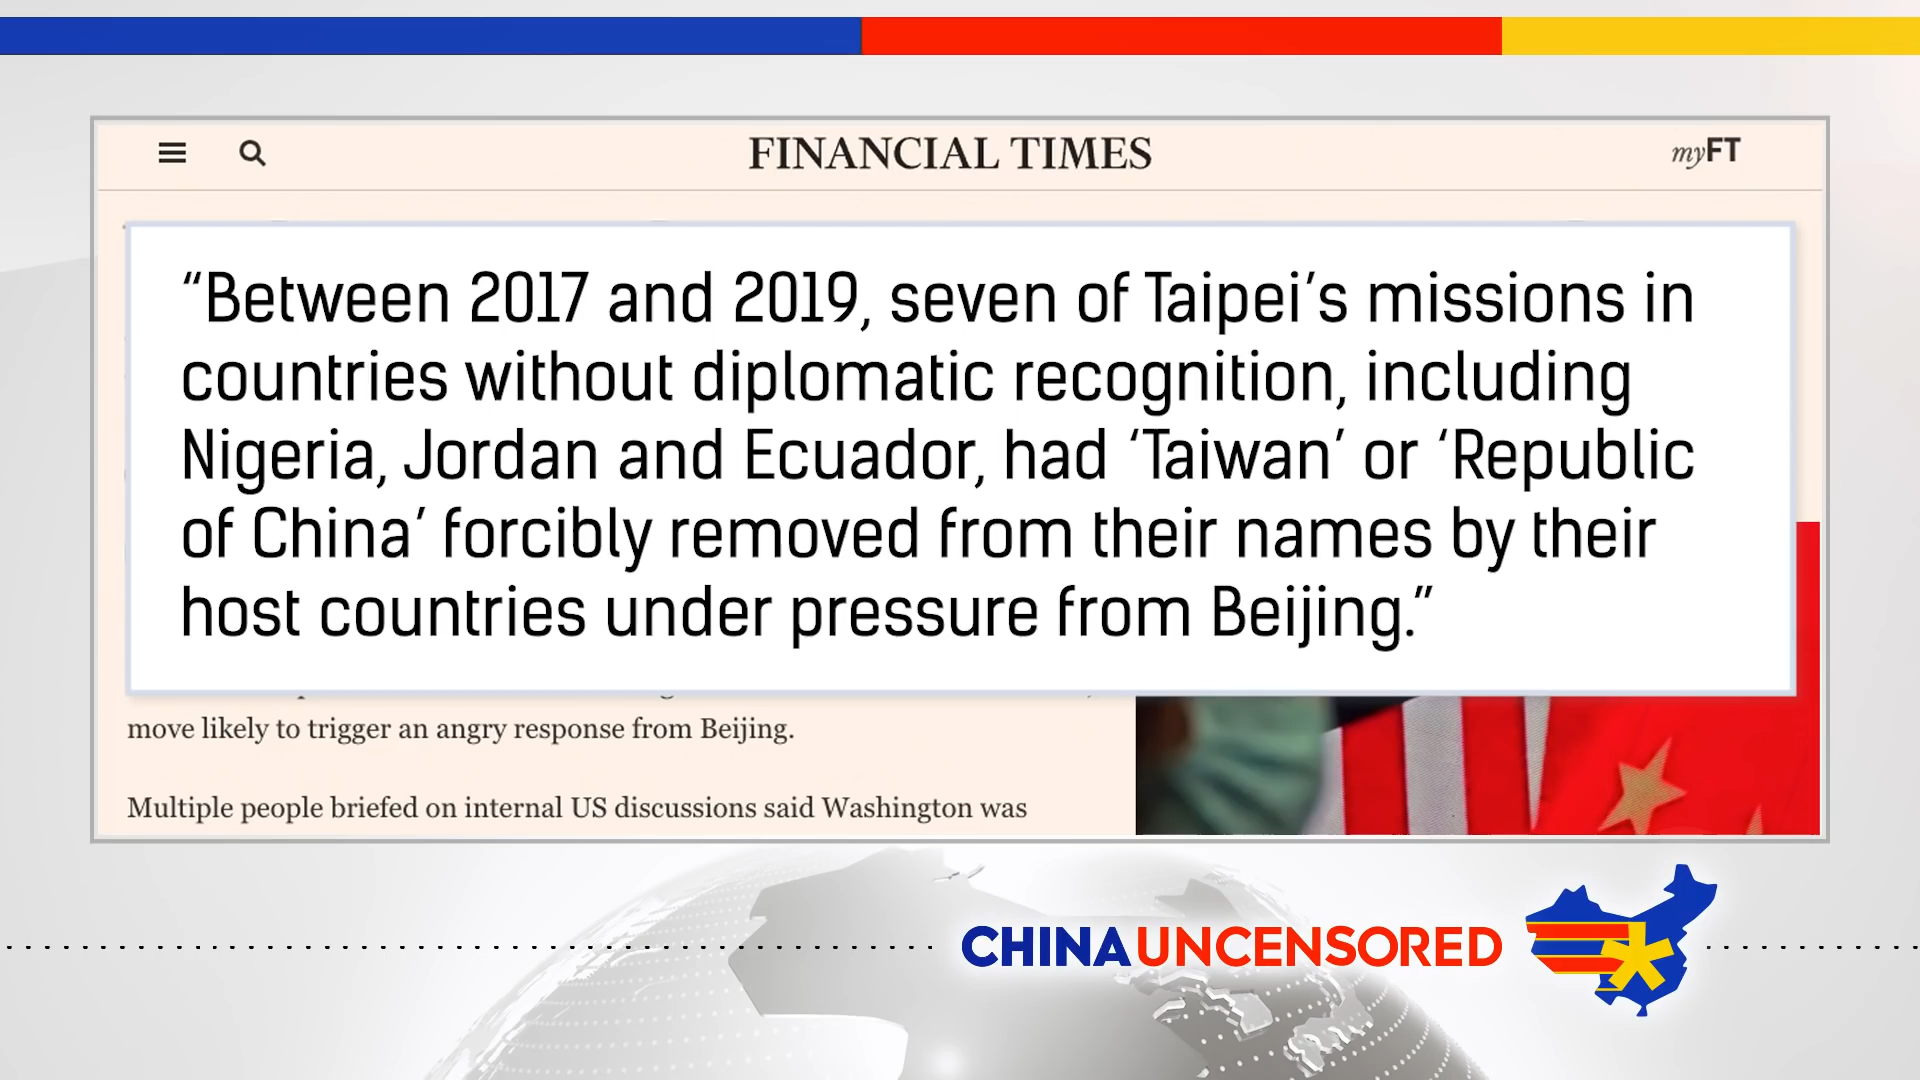 FINANCIAL TIMES
myFT
“Between 2017 and 2019, seven of Taipei’s missions in
countries without diplomatic recognition, including
Nigeria, Jordan and Ecuador, had ‘Taiwan’ or ‘Republic
of China’ forcibly removed from their names by their
host countries under pressure from Beijing.”
move likely to trigger an angry response from Beijing.
Multiple people briefed on internal US discussions said Washington was
CHINAUNCENSORED